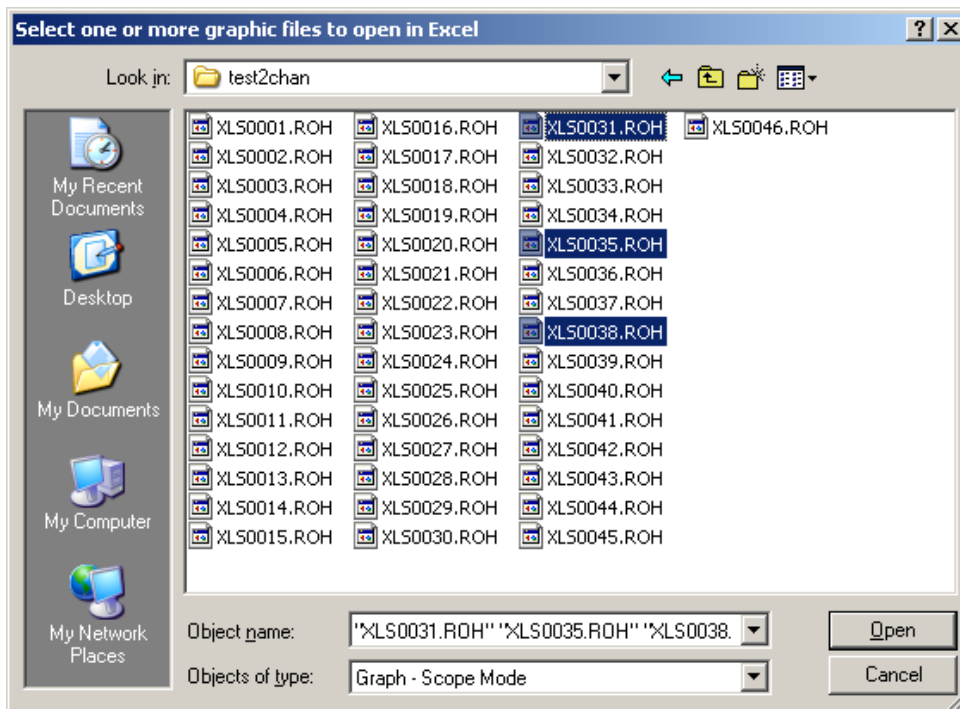 Select one or more graphic files to open in Excel
Look in: test2chan
My Recent
Documents
Desktop
My Documents
My Computer
My Network
Places
XLS0001.ROH
XLS0002.ROH
XLS0003.ROH
XLS0004.ROH
XLS0005.ROH
XLS0006.ROH
XLS0007.ROH
XLS0008.ROH
XLS0009.ROH
XLS0010.ROH
XLS0011.ROH
XLS0012.ROH
XLS0013.ROH
XLS0014.ROH
XLS0015.ROH
XLS0016.ROH
XLS0017.ROH
XLS0018.ROH
XLS0019.ROH
XLS0020.ROH
XLS0021.ROH
XLS0022.ROH
XLS0023.ROH
XLS0024.ROH
XLS0025.ROH
XLS0026.ROH
XLS0027.ROH
XLS0028.ROH
XLS0029.ROH
XLS0030.ROH
XLS0031.ROH
XLS0032.ROH
XLS0033.ROH
XLS0034.ROH
XLS0035.ROH
XLS0036.ROH
XLS0037.ROH
XLS0038.ROH
XLS0039.ROH
XLS0040.ROH
XLS0041.ROH
XLS0042.ROH
XLS0043.ROH
XLS0044.ROH
XLS0045.ROH
XLS0046.ROH
Object name: "XLS0031.ROH" "XLS0035.ROH" "XLS0038.
Open
Objects of type: Graph - Scope Mode
Cancel